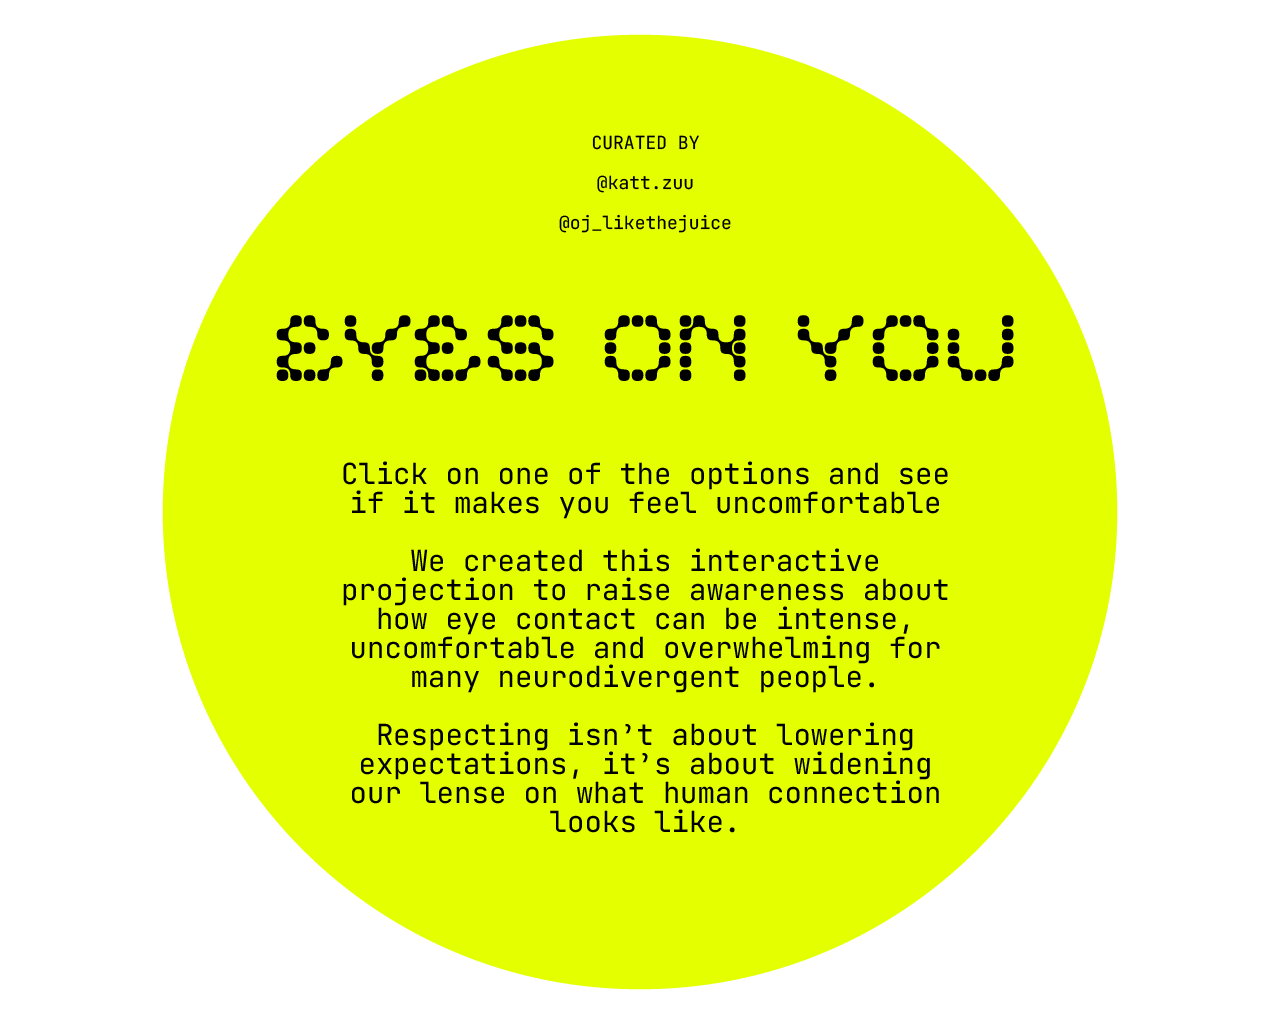 CURATED BY
@katt.zuu
@oj_likethejuice
EYES ON YOU
Click on one of the options and see
if it makes you feel uncomfortable
We created this interactive
projection to raise awareness about
how eye contact can be intense,
uncomfortable and overwhelming for
many neurodivergent people.
Respecting isn’t about lowering
expectations, it’s about widening
our lense on what human connection
looks like.